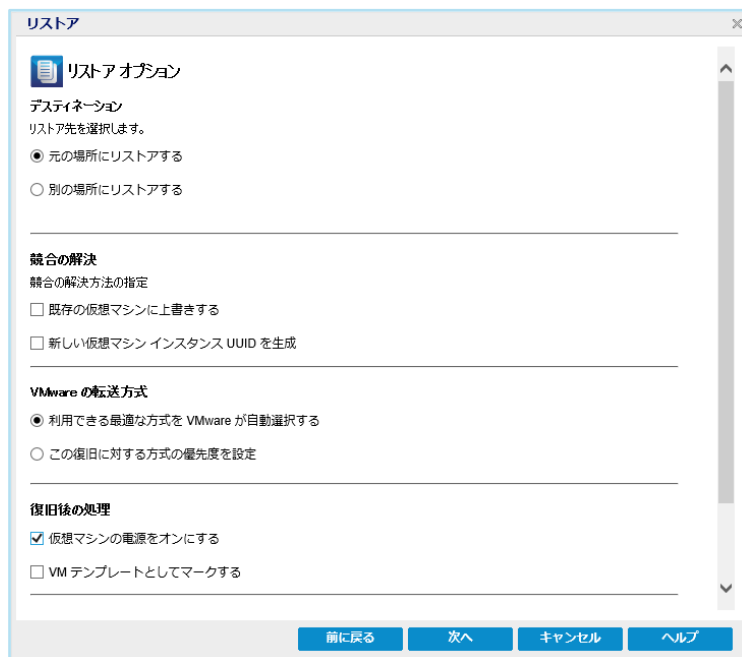 リストア
リストア オプション
デスティネーション
リストア先を選択します。
元の場所にリストアする
別の場所にリストアする
競合の解決
競合の解決方法の指定
既存の仮想マシンに上書きする
新しい仮想マシン インスタンス UUID を生成
VMware の転送方式
利用できる最適な方式を VMware が自動選択する
この復旧に対する方式の優先度を設定
復旧後の処理
仮想マシンの電源をオンにする
VM テンプレートとしてマークする
前に戻る 次へ キャンセル ヘルプ